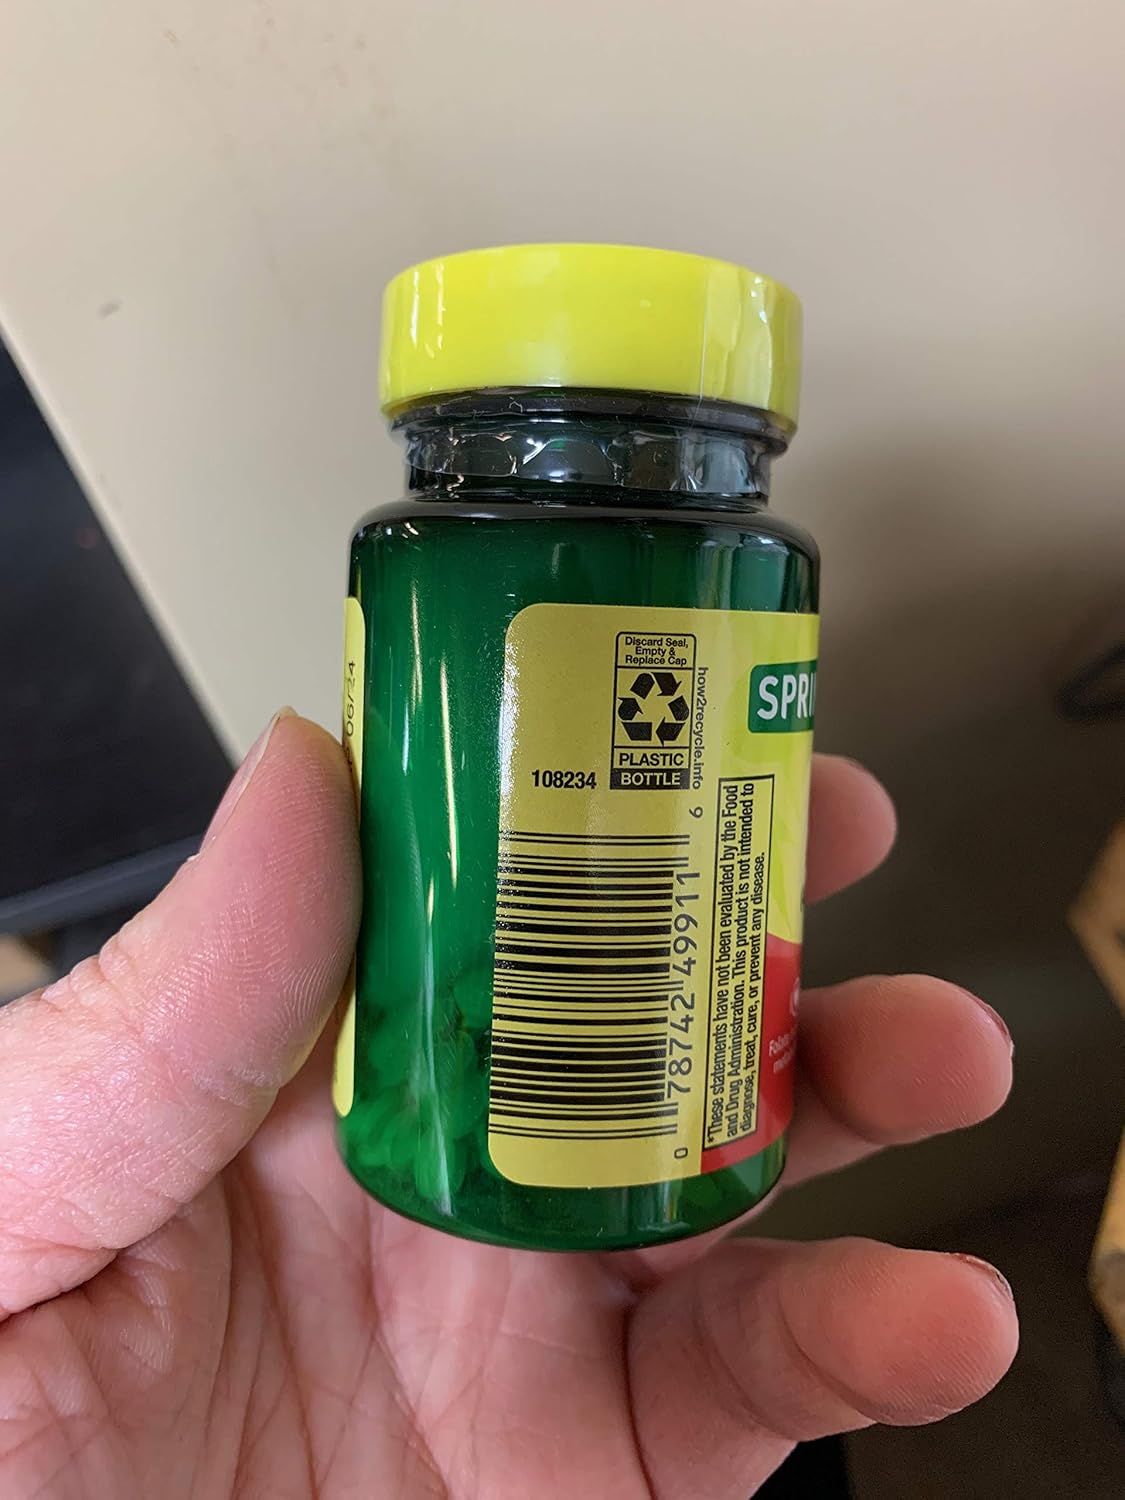 06/24
Discard Seal,
Empty &
Replace Cap
PLASTIC
BOTTLE
how2recycle.info
108234
0 78742 49911 6
*These statements have not been evaluated by the Food
and Drug Administration. This product is not intended to
diagnose, treat, cure, or prevent any disease.
SPRI